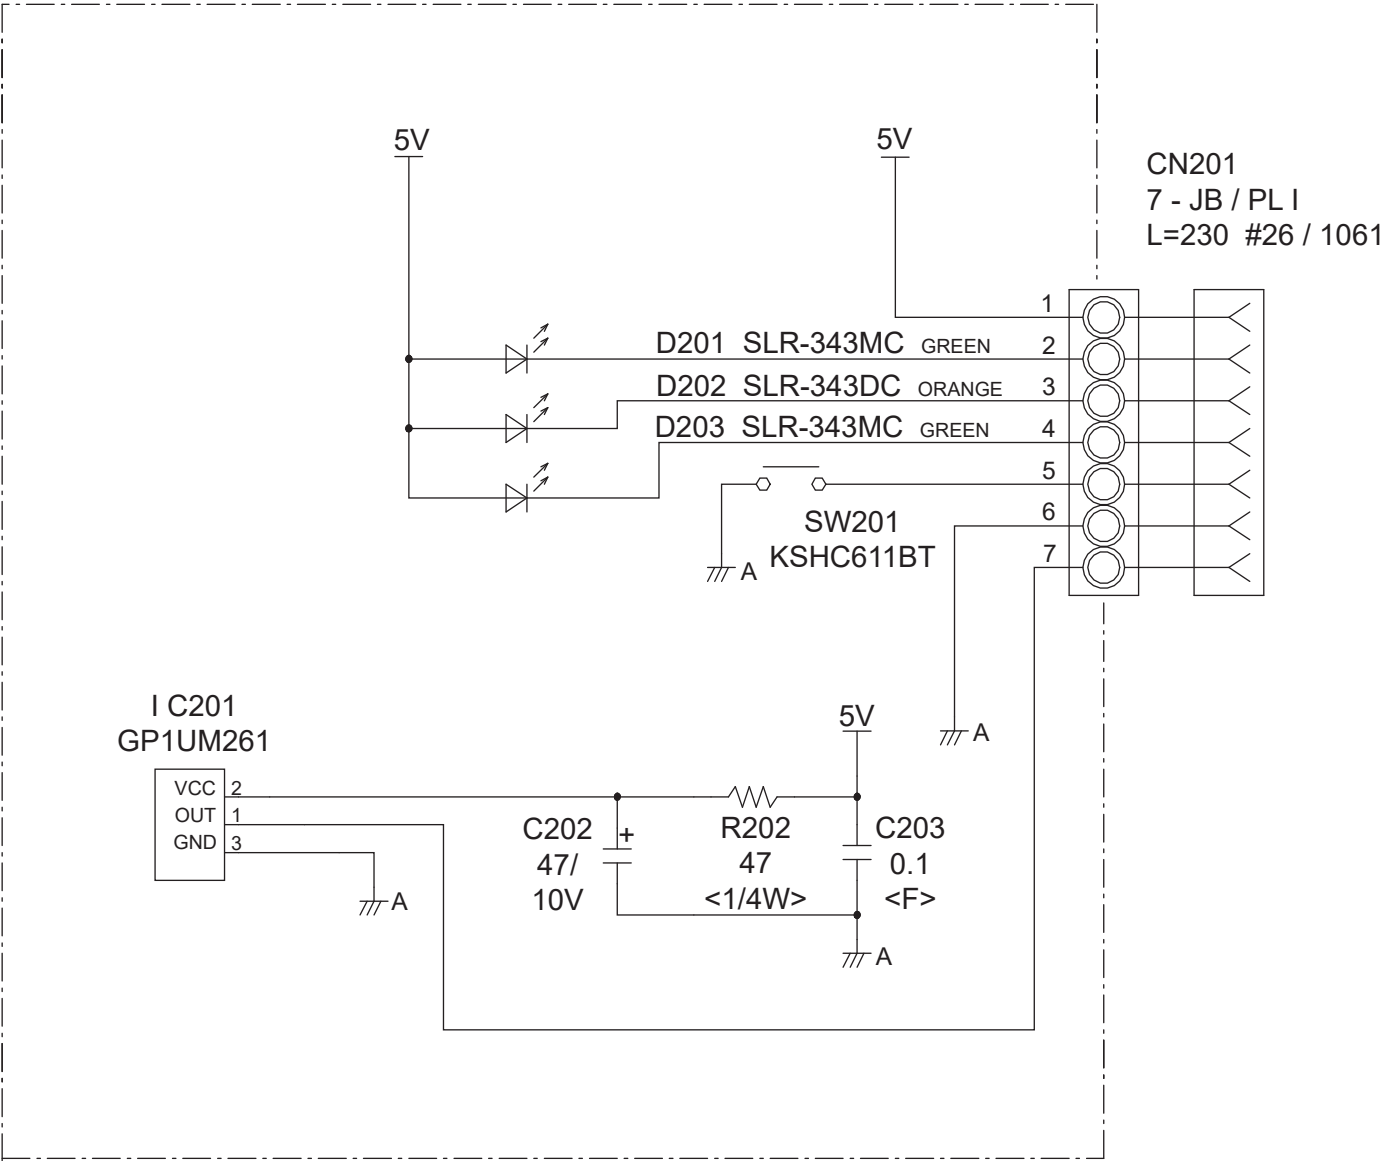 5V
5V
CN201
7 - JB / PL I
L=230 #26 / 1061
1
D201 SLR-343MC GREEN 2
D202 SLR-343DC ORANGE 3
D203 SLR-343MC GREEN 4
5
SW201
KSHC611BT
A
6
7
A
I C201
GP1UM261
VCC 2
OUT 1
GND 3
A
5V
C202
47/
10V
+
R202
47
<1/4W>
C203
0.1
<F>
A